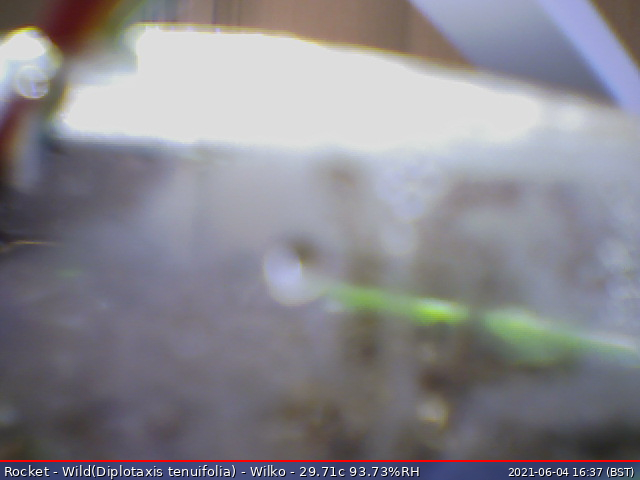 Rocket - Wild(Diplotaxis tenuifolia) - Wilko - 29.71c 93.73%RH 2021-06-04 16:37 (BST)